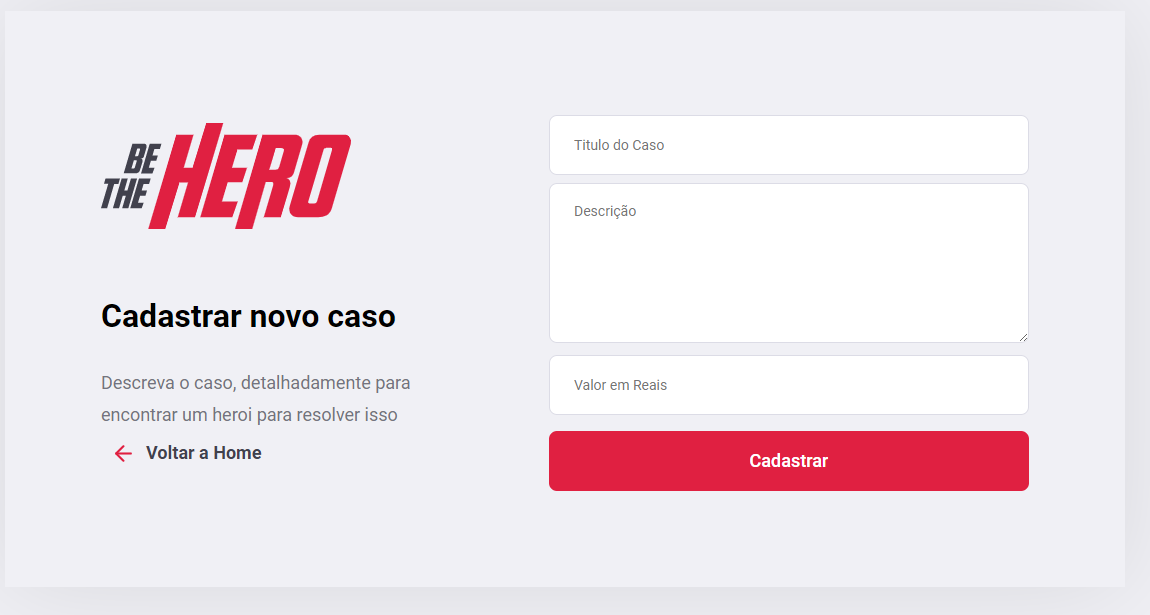 BE
THE HERO
Cadastrar novo caso
Descreva o caso, detalhadamente para
encontrar um heroi para resolver isso
Voltar a Home
Titulo do Caso
Descrição
Valor em Reais
Cadastrar